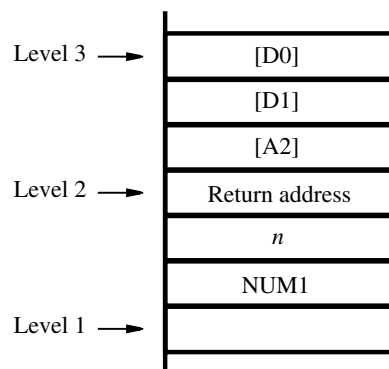 Level 3 [D0]
[D1]
[A2]
Level 2 Return address
n
NUM1
Level 1